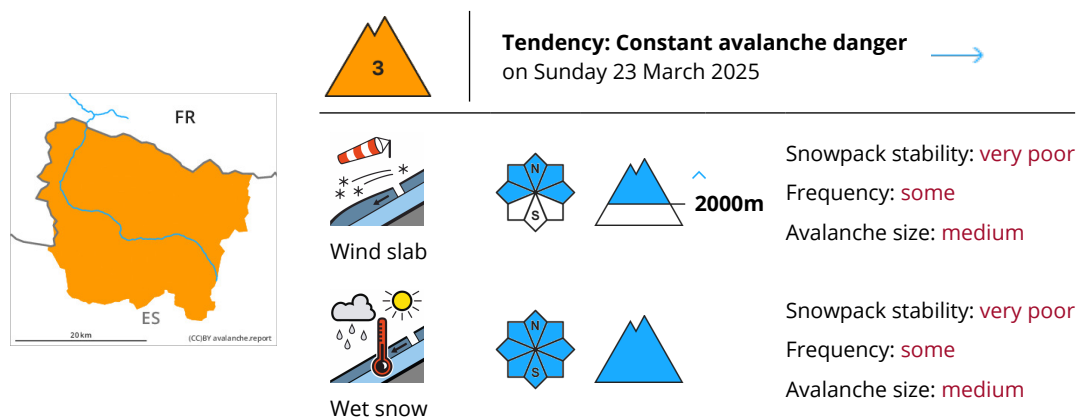 3
Tendency: Constant avalanche danger
on Sunday 23 March 2025
FR
ES
20 km
(CC)BY avalanche.report
N
S
2000m
Wind slab
Snowpack stability: very poor
Frequency: some
Avalanche size: medium
N
S
Wet snow
Snowpack stability: very poor
Frequency: some
Avalanche size: medium